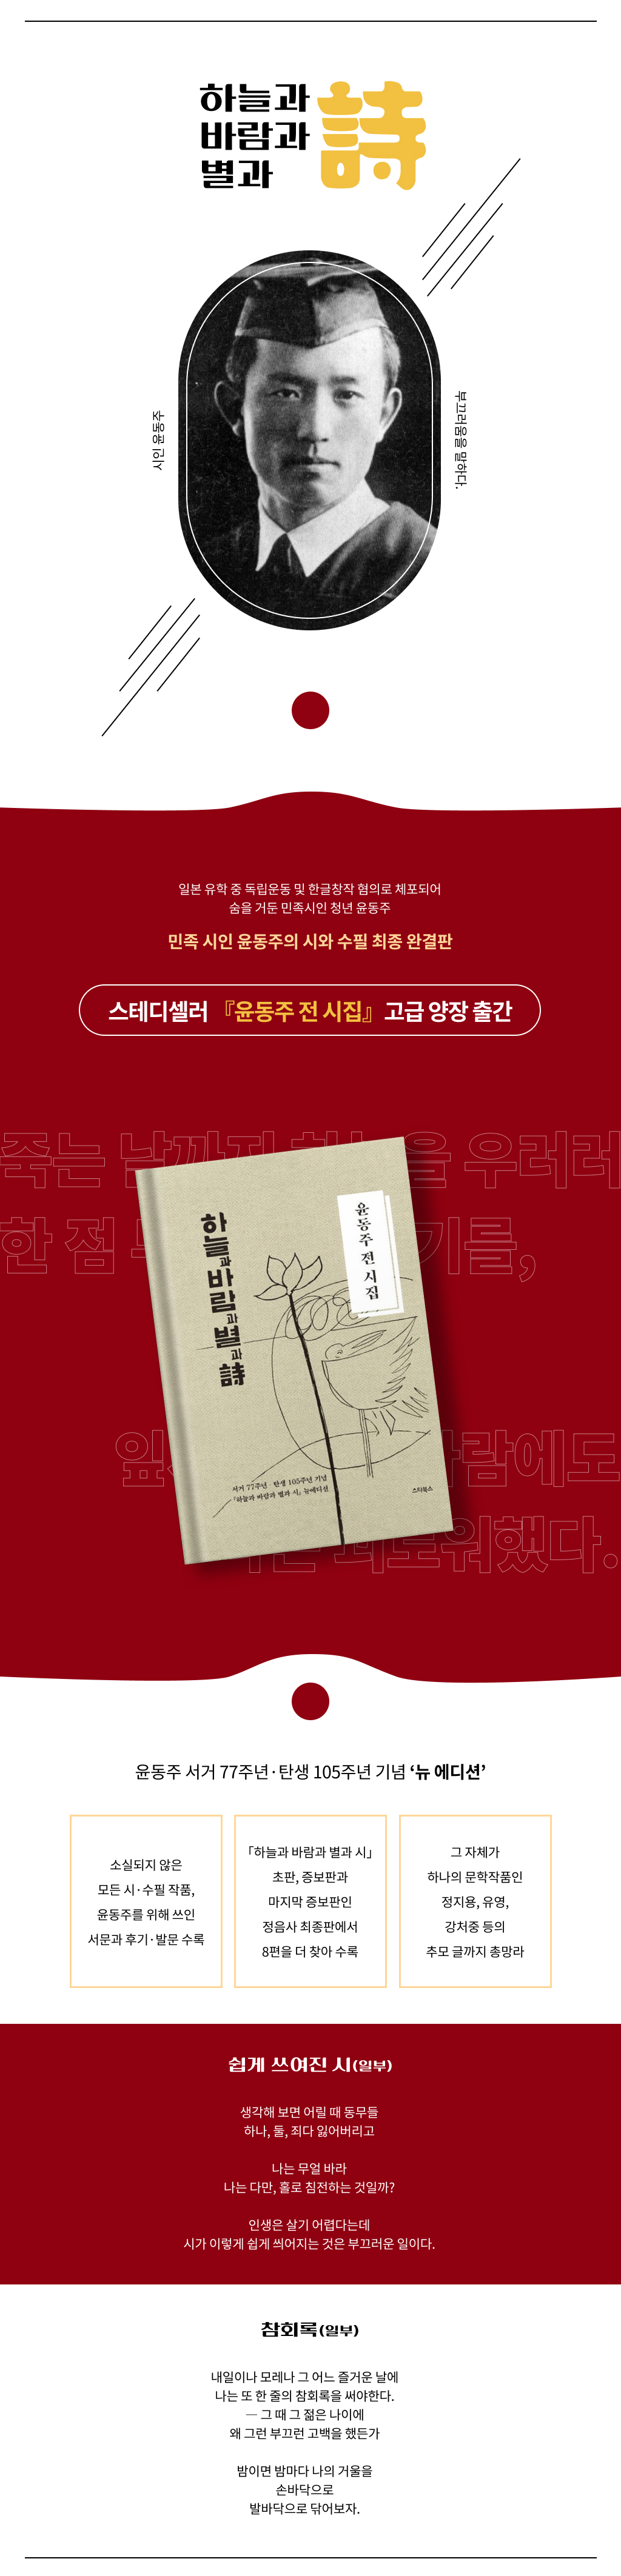 하늘과
바람과
별과
詩
시인 윤동주
부끄러움을 말하다.
일본 유학 중 독립운동 및 한글창작 혐의로 체포되어
숨을 거둔 민족시인 청년 윤동주
민족 시인 윤동주의 시와 수필 최종 완결판
스테디셀러 『윤동주 전 시집』 고급 양장 출간
죽는 날까지 을 우러러
한 점 기를,
하늘과바람과별과詩
윤동주 전 시집
서거 77주년·탄생 105주년 기념
『하늘과 바람과 별과 시』 뉴에디션
스타북스
잎 람에도
괴로워했다.
윤동주 서거 77주년·탄생 105주년 기념 ‘뉴 에디션’
소실되지 않은
모든 시·수필 작품,
윤동주를 위해 쓰인
서문과 후기·발문 수록
「하늘과 바람과 별과 시」
초판, 증보판과
마지막 증보판인
정음사 최종판에서
8편을 더 찾아 수록
그 자체가
하나의 문학작품인
정지용, 유영,
강처중 등의
추모 글까지 총망라
쉽게 쓰여진 시(일부)
생각해 보면 어릴 때 동무들
하나, 둘, 죄다 잃어버리고
나는 무얼 바라
나는 다만, 홀로 침전하는 것일까?
인생은 살기 어렵다는데
시가 이렇게 쉽게 씌어지는 것은 부끄러운 일이다.
참회록(일부)
내일이나 모레나 그 어느 즐거운 날에
나는 또 한 줄의 참회록을 써야한다.
― 그 때 그 젊은 나이에
왜 그런 부끄런 고백을 했든가
밤이면 밤마다 나의 거울을
손바닥으로
발바닥으로 닦어보자.